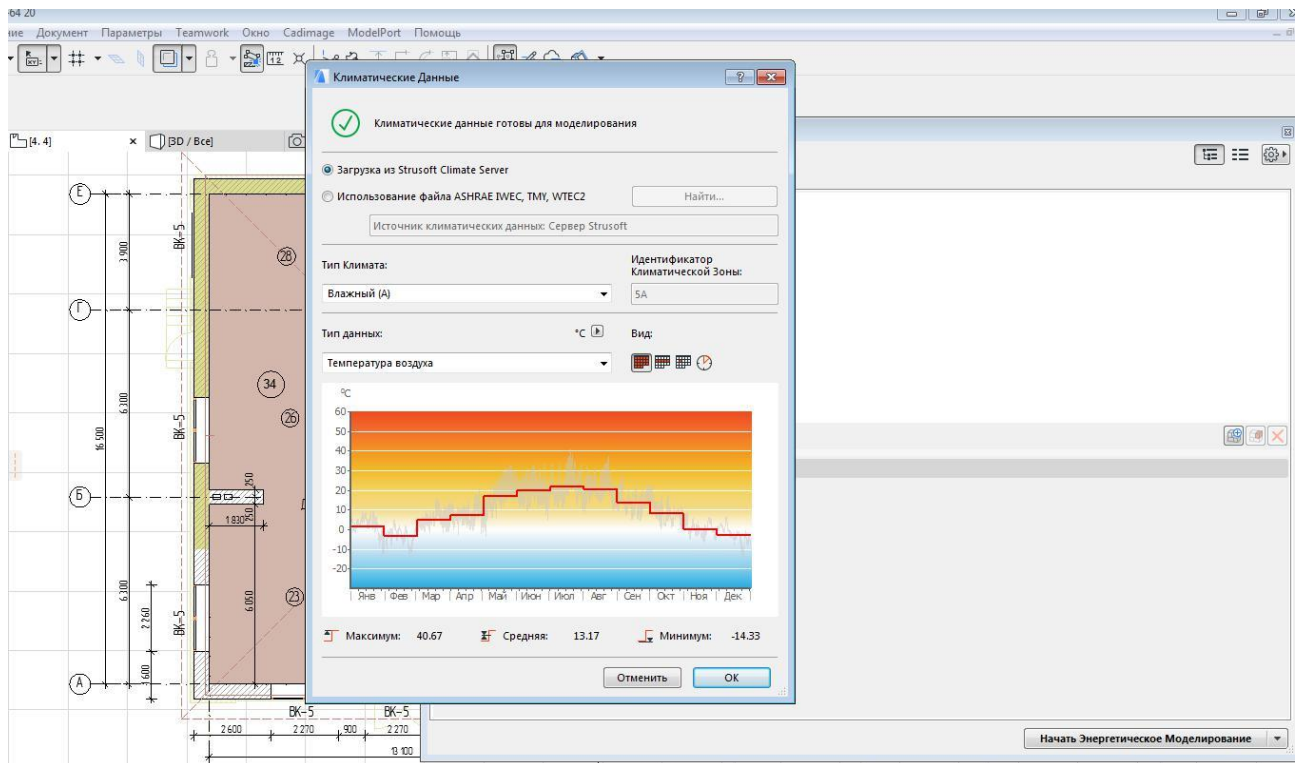 -64 20
ние Документ Параметры Teamwork Окно Cadimage ModelPort Помощь
[4. 4]
[3D / Все]
Климатические Данные
Климатические данные готовы для моделирования
Загрузка из Strusoft Climate Server
Использование файла ASHRAE IWEC, TMY, WTEC2
Найти...
Источник климатических данных: Сервер Strusoft
Тип Климата:
Идентификатор
Климатической Зоны:
Влажный (A)
5A
Тип данных:
°C
Вид:
Температура воздуха
°C
60
50
40
30
20
10
0
-10
-20
Янв Фев Мар Апр Май Июн Июл Авг Сен Окт Ноя Дек
Максимум: 40.67 Средняя: 13.17 Минимум: -14.33
Отменить
OK
Начать Энергетическое Моделирование
Е
Г
Б
А
3 900
6 300
16 500
6 300
2 260
1 600
ВК-5
ВК-5
ВК-5
28
34
26
23
250
250
1 830
6 050
ВК-5 ВК-5
2 600 2 270 900 2 270
13 100